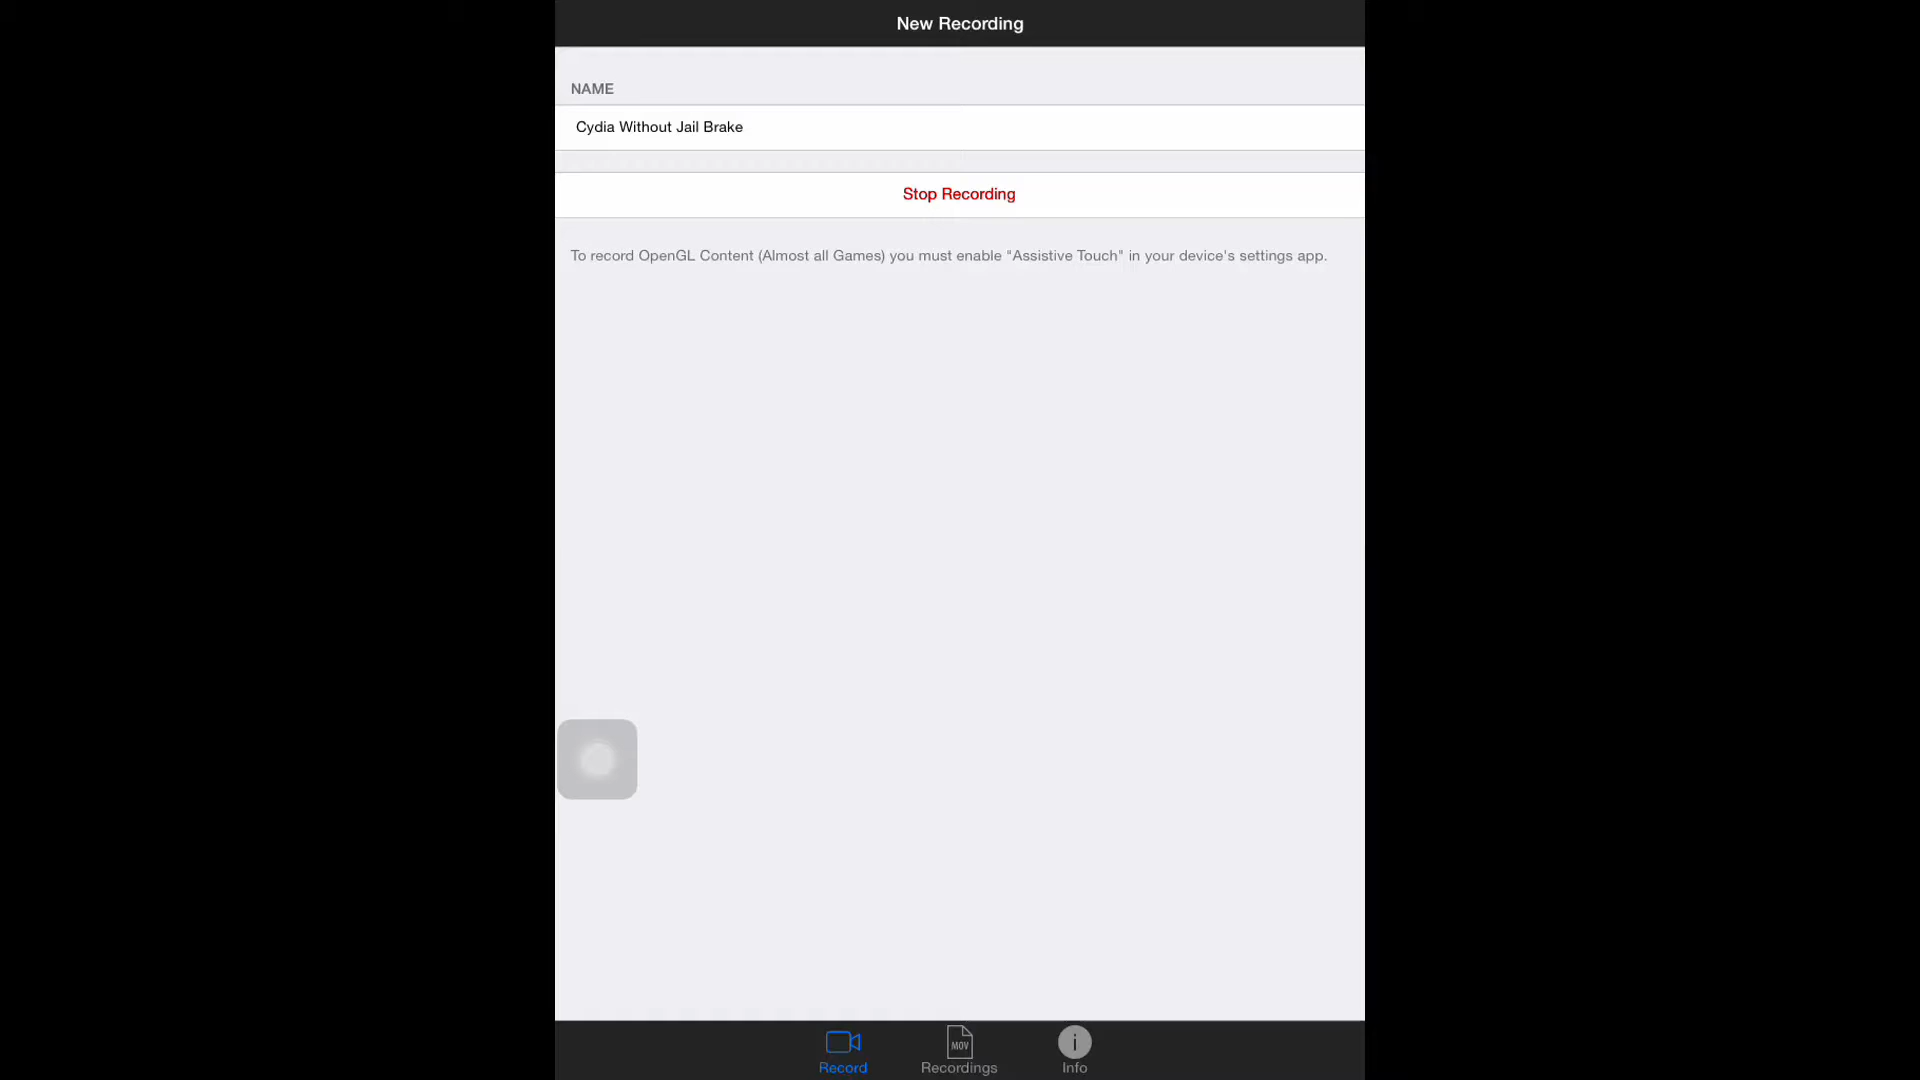 New Recording
NAME
Cydia Without Jail Brake
Stop Recording
To record OpenGL Content (Almost all Games) you must enable "Assistive Touch" in your device's settings app.
MOV
i
Record
Recordings
Info